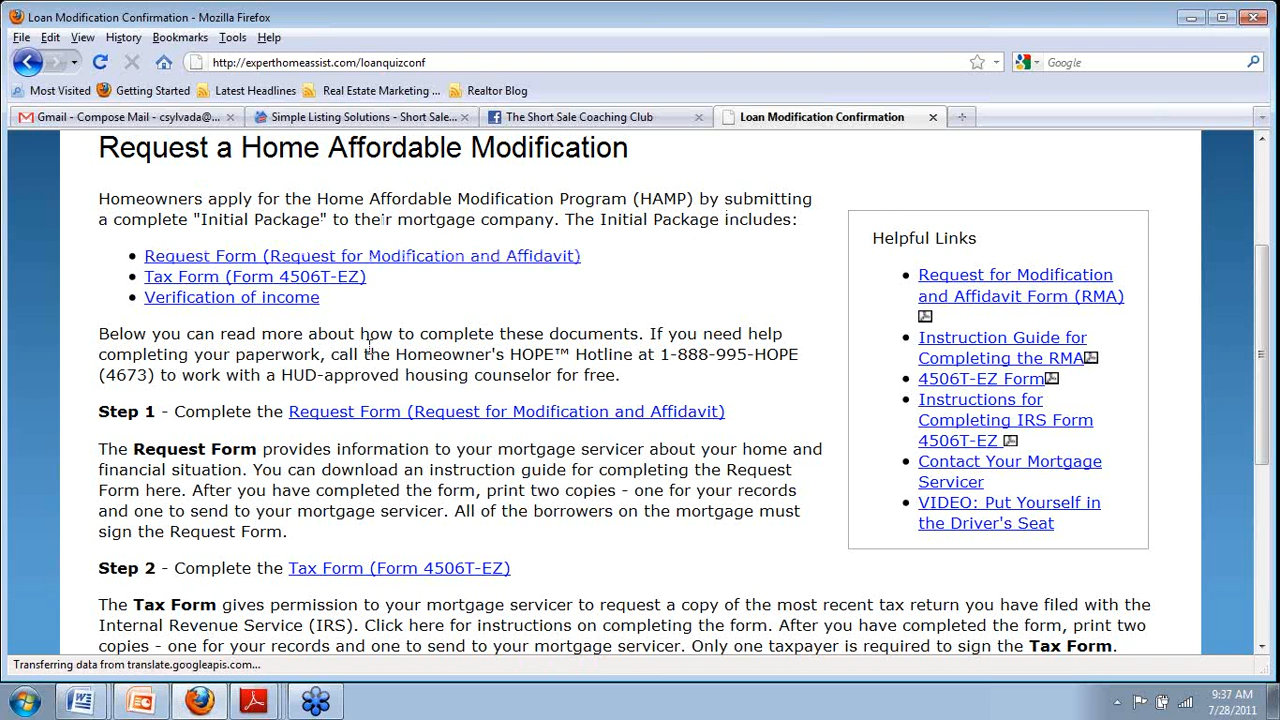 Loan Modification Confirmation - Mozilla Firefox
File Edit View History Bookmarks Tools Help
http://experthomeassist.com/loanquizconf
Google
Most Visited Getting Started Latest Headlines Real Estate Marketing ... Realtor Blog
Gmail - Compose Mail - csylvada@... Simple Listing Solutions - Short Sale... The Short Sale Coaching Club Loan Modification Confirmation
Request a Home Affordable Modification
Homeowners apply for the Home Affordable Modification Program (HAMP) by submitting
a complete "Initial Package" to their mortgage company. The Initial Package includes:
Request Form (Request for Modification and Affidavit)
Tax Form (Form 4506T-EZ)
Verification of income
Below you can read more about how to complete these documents. If you need help
completing your paperwork, call the Homeowner's HOPE™ Hotline at 1-888-995-HOPE
(4673) to work with a HUD-approved housing counselor for free.
Step 1 - Complete the Request Form (Request for Modification and Affidavit)
The Request Form provides information to your mortgage servicer about your home and
financial situation. You can download an instruction guide for completing the Request
Form here. After you have completed the form, print two copies - one for your records
and one to send to your mortgage servicer. All of the borrowers on the mortgage must
sign the Request Form.
Step 2 - Complete the Tax Form (Form 4506T-EZ)
The Tax Form gives permission to your mortgage servicer to request a copy of the most recent tax return you have filed with the
Internal Revenue Service (IRS). Click here for instructions on completing the form. After you have completed the form, print two
copies - one for your records and one to send to your mortgage servicer. Only one taxpayer is required to sign the Tax Form.
Helpful Links
Request for Modification
and Affidavit Form (RMA)
Instruction Guide for
Completing the RMA
4506T-EZ Form
Instructions for
Completing IRS Form
4506T-EZ
Contact Your Mortgage
Servicer
VIDEO: Put Yourself in
the Driver's Seat
Transferring data from translate.googleapis.com...
9:37 AM
7/28/2011